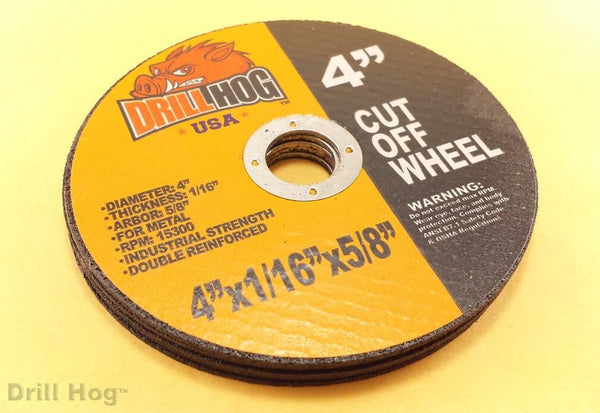 DRILLHOG™
★ USA ★
4”
CUT
OFF
WHEEL
•DIAMETER: 4"
•THICKNESS: 1/16"
•ARBOR: 5/8"
•FOR METAL
•RPM: 15300
•INDUSTRIAL STRENGTH
•DOUBLE REINFORCED
WARNING:
Do not exceed max RPM.
Wear eye, face, and body
protection. Complies with
ANSI B7.1 Safety Code
& OSHA Regulations.
4”x1/16”x5/8”
Drill Hog™